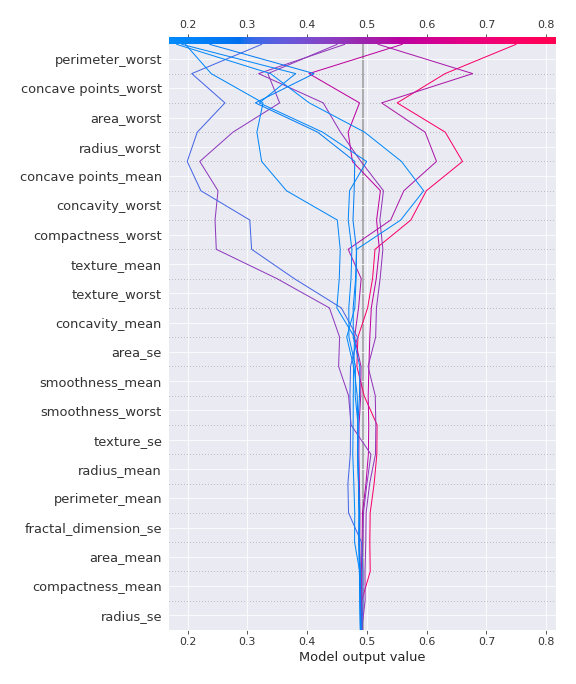 0.2 0.3 0.4 0.5 0.6 0.7 0.8
perimeter_worst
concave points_worst
area_worst
radius_worst
concave points_mean
concavity_worst
compactness_worst
texture_mean
texture_worst
concavity_mean
area_se
smoothness_mean
smoothness_worst
texture_se
radius_mean
perimeter_mean
fractal_dimension_se
area_mean
compactness_mean
radius_se
0.2 0.3 0.4 0.5 0.6 0.7 0.8
Model output value